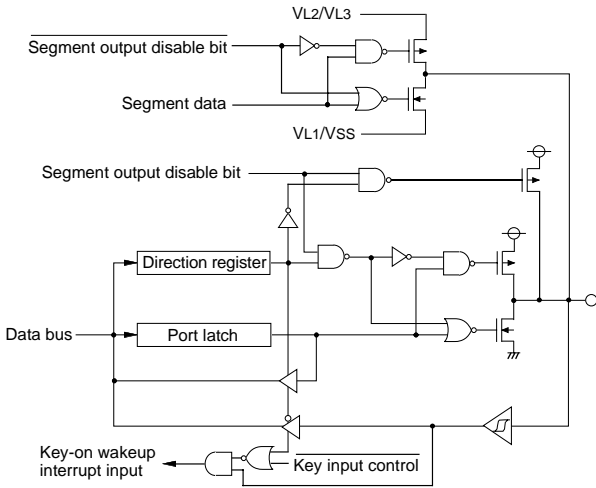 VL2/VL3
Segment output disable bit
Segment data
VL1/VSS
Segment output disable bit
Direction register
Data bus
Port latch
Key-on wakeup
interrupt input
Key input control